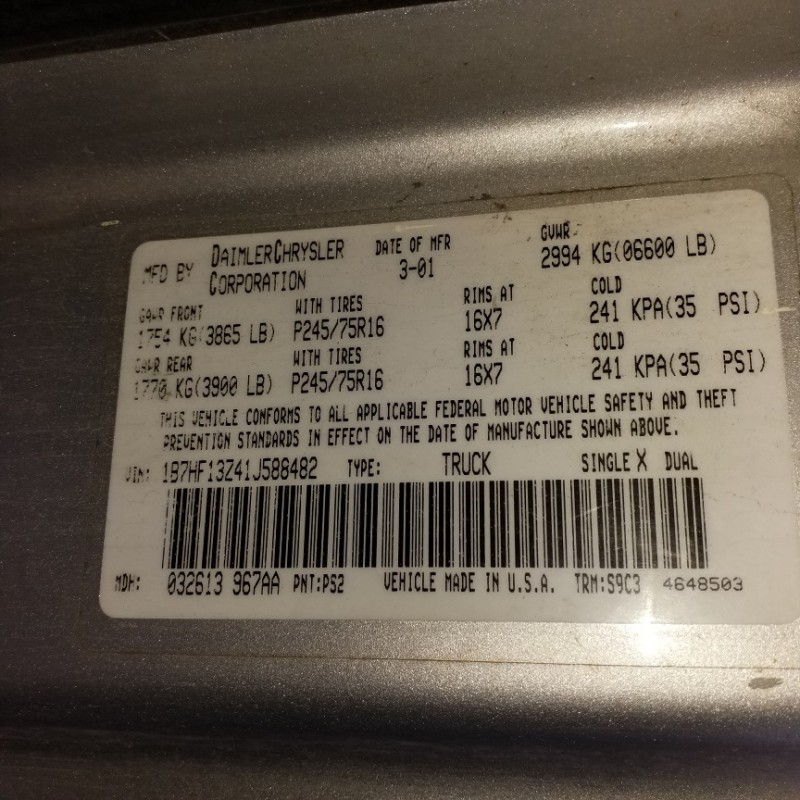 MFD BY DAIMLERCHRYSLER CORPORATION DATE OF MFR 3-01 GVWR 2994 KG(06600 LB)
GAWR FRONT WITH TIRES RIMS AT COLD
1754 KG(3865 LB) P245/75R16 16X7 241 KPA(35 PSI)
GAWR REAR WITH TIRES RIMS AT COLD
1770 KG(3900 LB) P245/75R16 16X7 241 KPA(35 PSI)
THIS VEHICLE CONFORMS TO ALL APPLICABLE FEDERAL MOTOR VEHICLE SAFETY AND THEFT
PREVENTION STANDARDS IN EFFECT ON THE DATE OF MANUFACTURE SHOWN ABOVE.
VIN: 1B7HF13Z41J586482 TYPE: TRUCK SINGLE X DUAL
MDH: 032613 967AA PNT:PS2 VEHICLE MADE IN U.S.A. TRM:S9C3 4648503